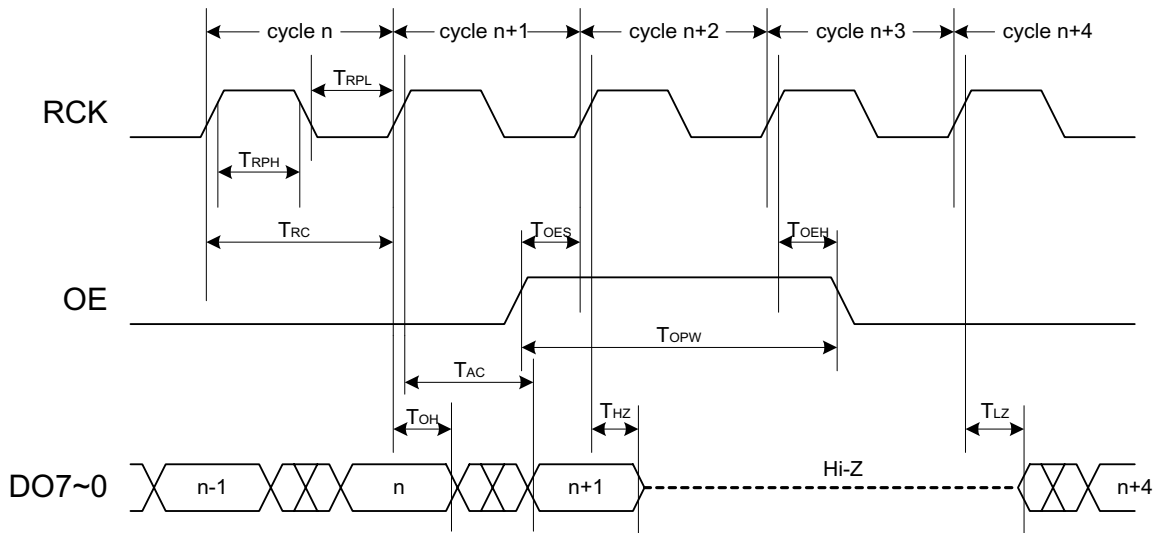 cycle n cycle n+1 cycle n+2 cycle n+3 cycle n+4
TRPL
RCK
TRPH
TRC TOES TOEH
OE
TOPW
TAC
TOH THZ TLZ
Hi-Z
DO7~0 n-1 n n+1 n+4